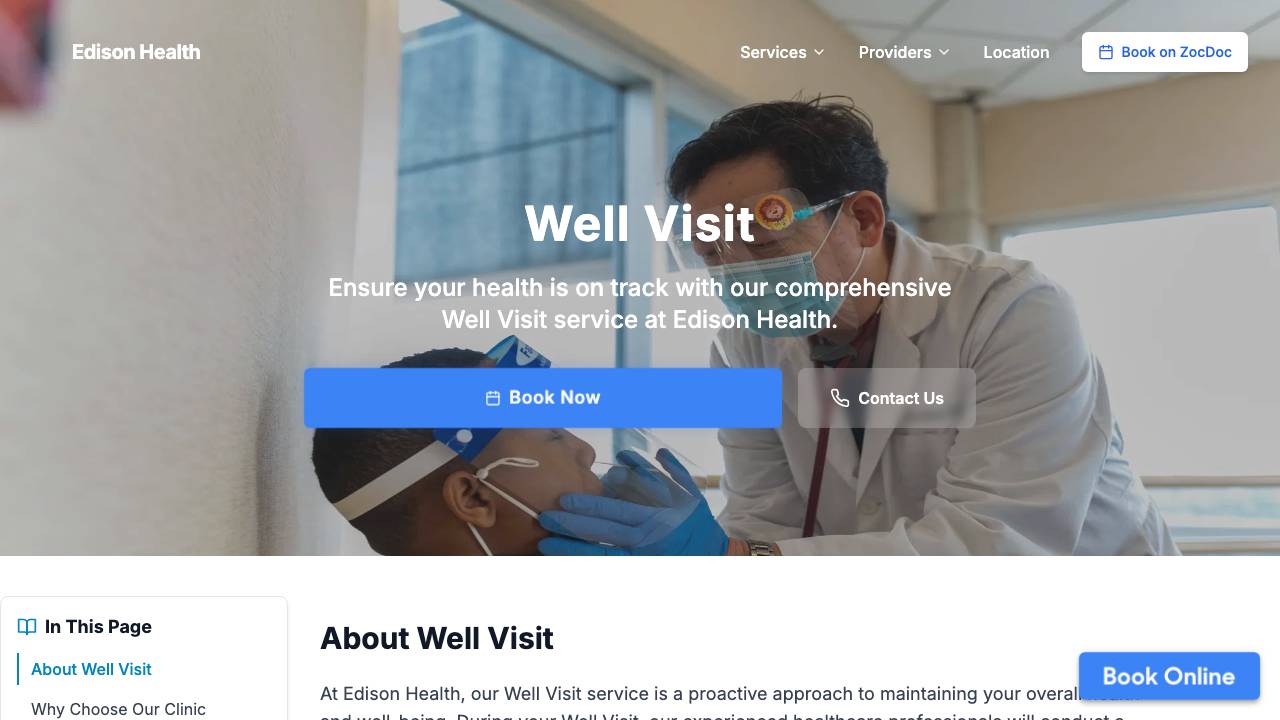 Edison Health
Services
Providers
Location
Book on ZocDoc
Well Visit
Ensure your health is on track with our comprehensive
Well Visit service at Edison Health.
Book Now
Contact Us
In This Page
About Well Visit
Why Choose Our Clinic
About Well Visit
At Edison Health, our Well Visit service is a proactive approach to maintaining your overall health
and well-being. During your Well Visit, our experienced healthcare professionals will conduct a
Book Online